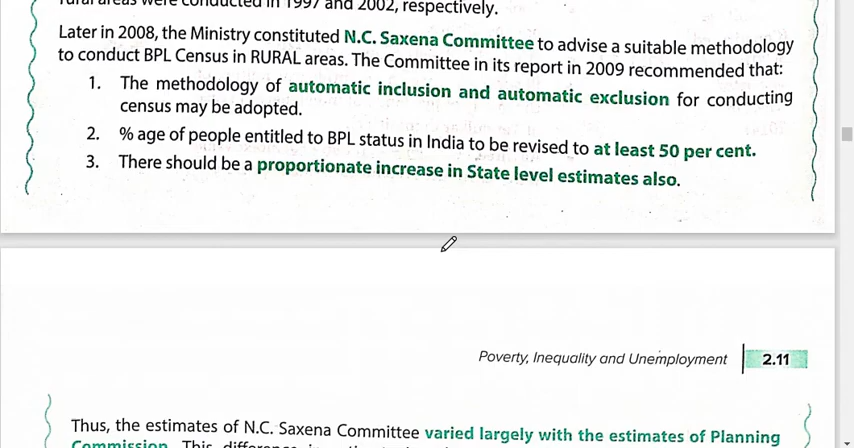 rural areas were conducted in 1997 and 2002, respectively.
Later in 2008, the Ministry constituted N.C. Saxena Committee to advise a suitable methodology
to conduct BPL Census in RURAL areas. The Committee in its report in 2009 recommended that:
1. The methodology of automatic inclusion and automatic exclusion for conducting
census may be adopted.
2. % age of people entitled to BPL status in India to be revised to at least 50 per cent.
3. There should be a proportionate increase in State level estimates also.
Poverty, Inequality and Unemployment 2.11
Thus, the estimates of N.C. Saxena Committee varied largely with the estimates of Planning
Commission. This